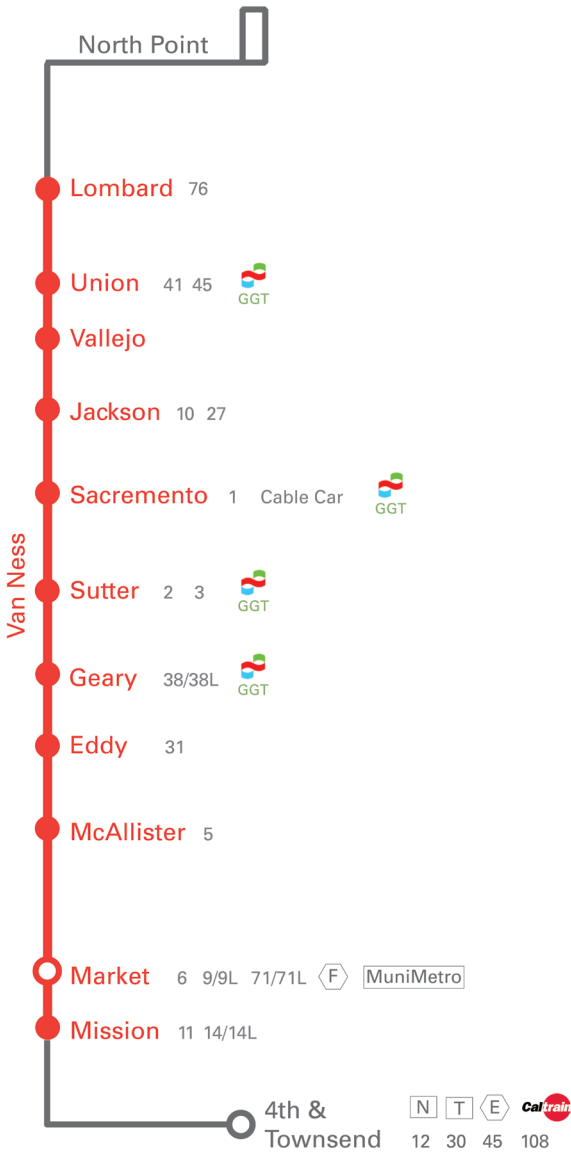 North Point
Lombard 76
Union 41 45 GGT
Vallejo
Jackson 10 27
Sacremento 1 Cable Car GGT
Van Ness
Sutter 2 3 GGT
Geary 38/38L GGT
Eddy 31
McAllister 5
Market 6 9/9L 71/71L F MuniMetro
Mission 11 14/14L
4th & N T E Caltrain
Townsend 12 30 45 108